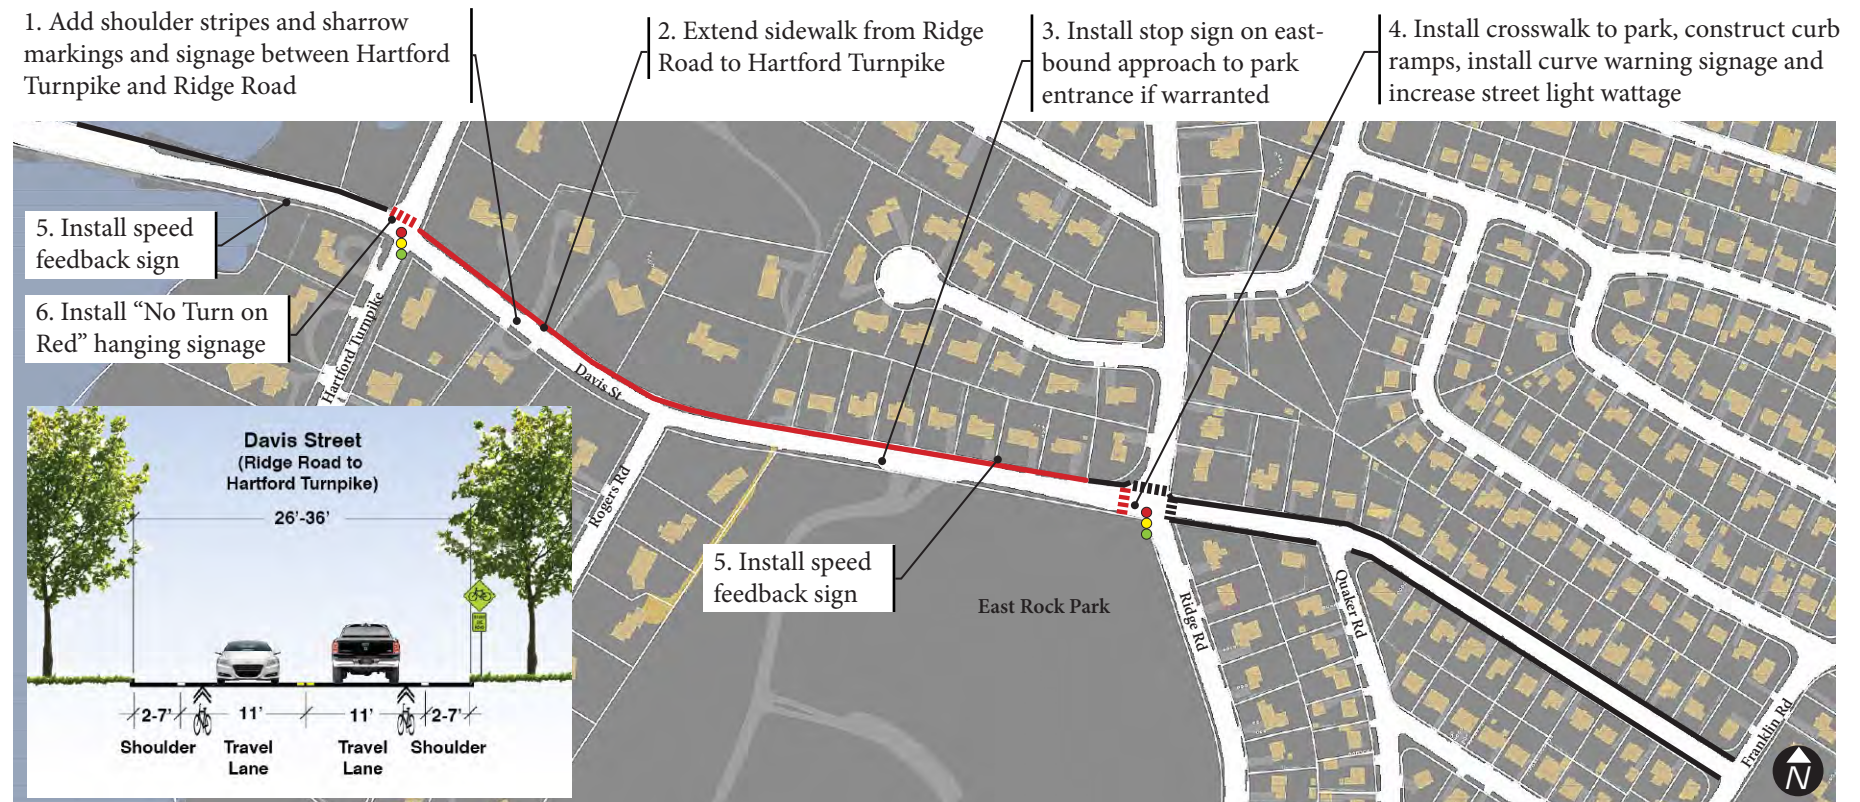 1. Add shoulder stripes and sharrow
markings and signage between Hartford
Turnpike and Ridge Road
2. Extend sidewalk from Ridge
Road to Hartford Turnpike
3. Install stop sign on east-
bound approach to park
entrance if warranted
4. Install crosswalk to park, construct curb
ramps, install curve warning signage and
increase street light wattage
5. Install speed
feedback sign
6. Install “No Turn on
Red” hanging signage
Hartford Turnpike
Davis St
Rogers Rd
5. Install speed
feedback sign
East Rock Park
Ridge Rd
Quaker Rd
Franklin Rd
N
Davis Street
(Ridge Road to
Hartford Turnpike)
26’-36’
2-7’ 11’ 11’ 2-7’
Shoulder Travel Lane Travel Lane Shoulder